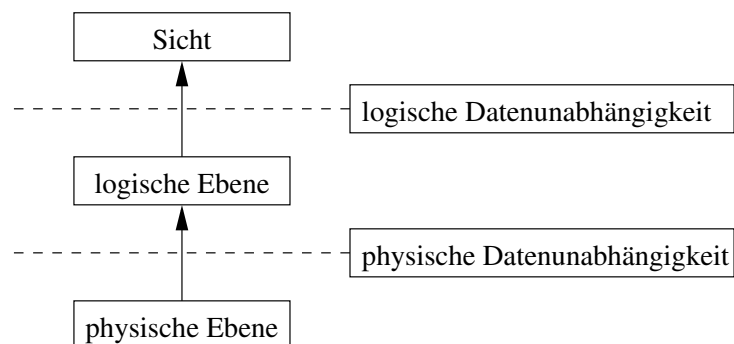 Sicht
logische Datenunabhängigkeit
logische Ebene
physische Datenunabhängigkeit
physische Ebene